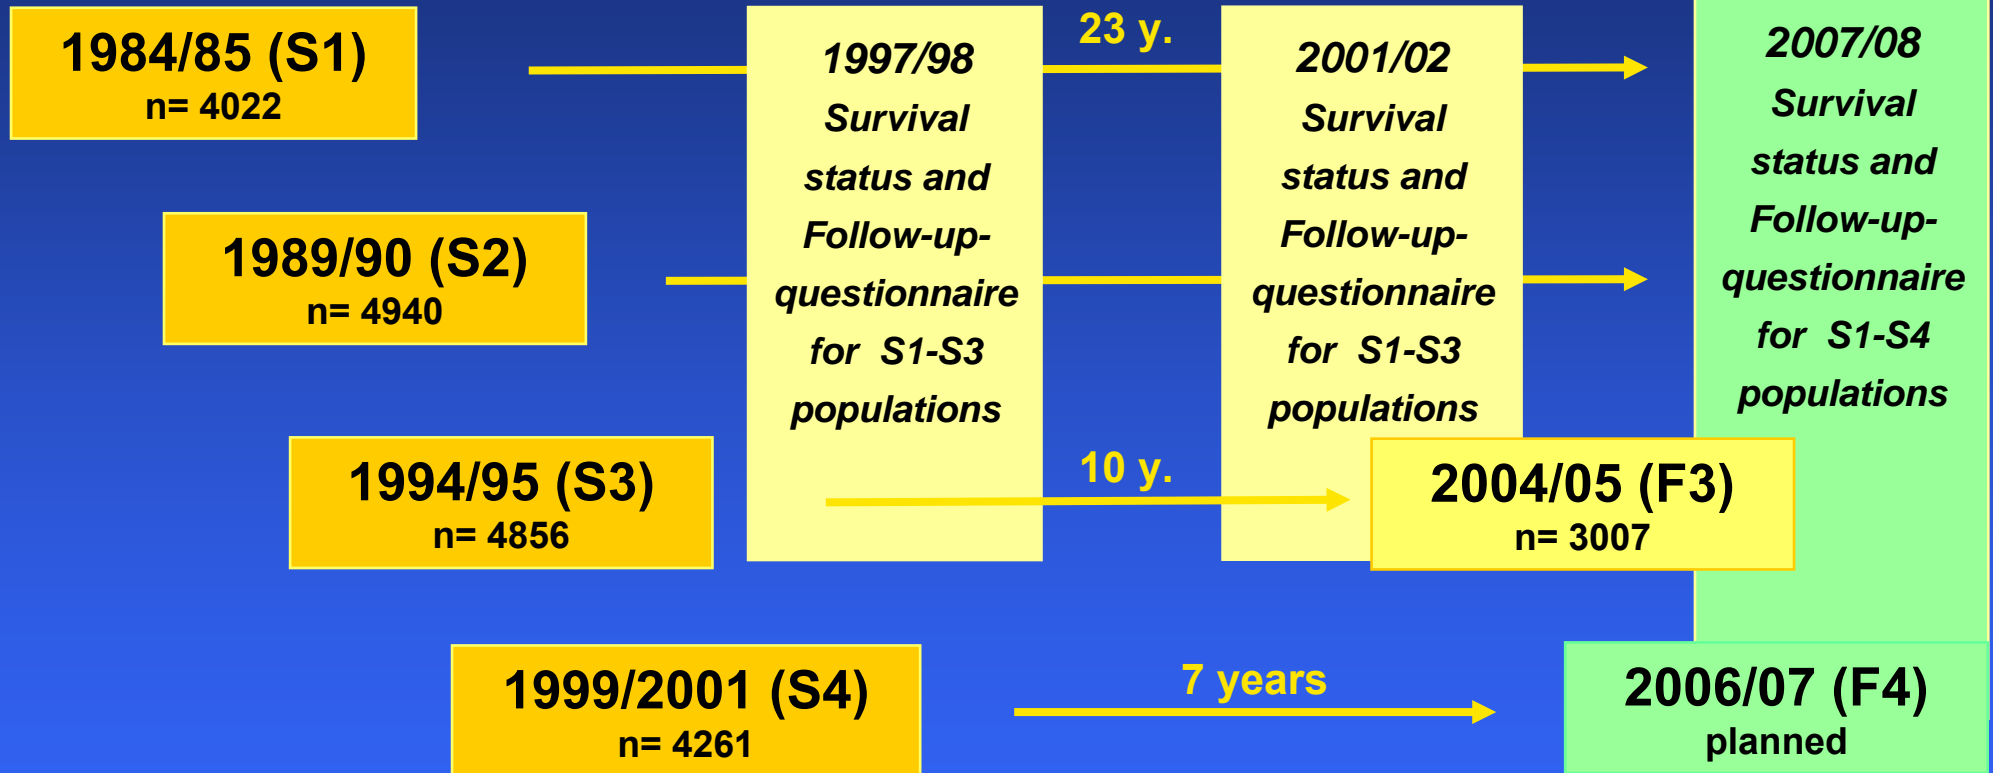 1984/85 (S1)
n= 4022
23 y.
1997/98
Survival
status and
Follow-up-
questionnaire
for S1-S3
populations
2001/02
Survival
status and
Follow-up-
questionnaire
for S1-S3
populations
2007/08
Survival
status and
Follow-up-
questionnaire
for S1-S4
populations
1989/90 (S2)
n= 4940
1994/95 (S3)
n= 4856
10 y.
2004/05 (F3)
n= 3007
1999/2001 (S4)
n= 4261
7 years
2006/07 (F4)
planned